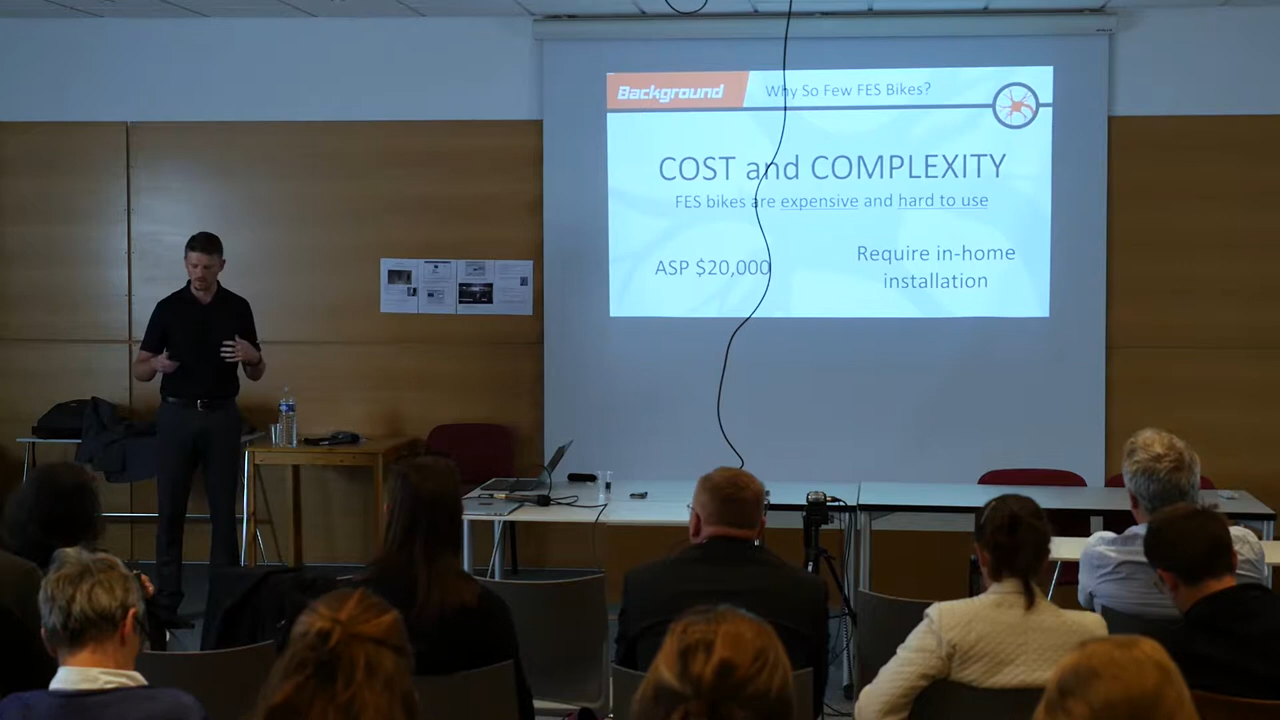 Background
Why So Few FES Bikes?
COST and COMPLEXITY
FES bikes are expensive and hard to use
ASP $20,000
Require in-home
installation